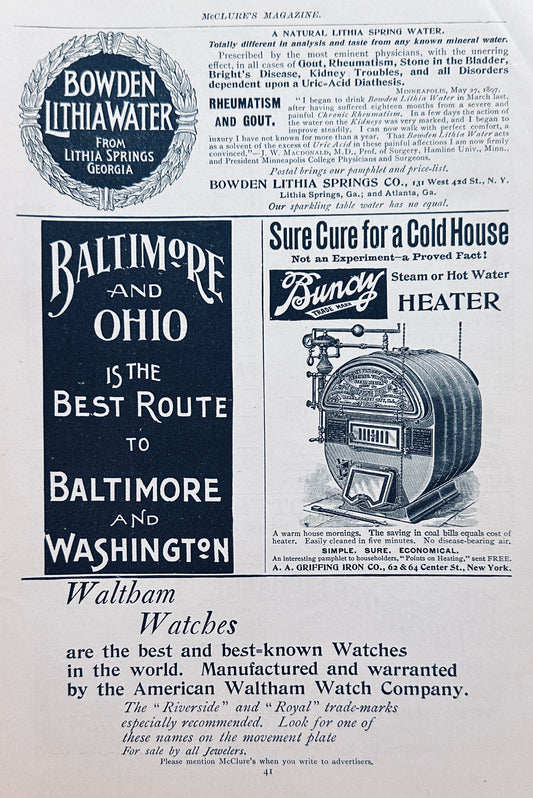 McCLURE'S MAGAZINE.
BOWDEN
LITHIA WATER
FROM
LITHIA SPRINGS
GEORGIA
A NATURAL LITHIA SPRING WATER.
Totally different in analysis and taste from any known mineral water.
Prescribed by the most eminent physicians, with the unerring
effect, in all cases of Gout, Rheumatism, Stone in the Bladder,
Bright's Disease, Kidney Troubles, and all Disorders
dependent upon a Uric-Acid Diathesis.
MINNEAPOLIS, May 27, 1897.
RHEUMATISM
AND GOUT.
"I began to drink Bowden Lithia Water in March last,
after having suffered eighteen months from a severe and
painful Chronic Rheumatism. In a few days the action of
the water on the Kidneys was very marked, and I began to
improve steadily. I can now walk with perfect comfort, a
luxury I have not known for more than a year. That Bowden Lithia Water acts
as a solvent of the excess of Uric Acid in these painful affections I am now firmly
convinced."—J. W. MACDONALD, M.D., Prof. of Surgery, Hamline Univ., Minn.,
and President Minneapolis College Physicians and Surgeons.
Postal brings our pamphlet and price-list.
BOWDEN LITHIA SPRINGS CO., 131 West 42d St., N. Y.
Lithia Springs, Ga.; and Atlanta, Ga.
Our sparkling table water has no equal.
BALTIMORE
AND
OHIO
IS THE
BEST ROUTE
TO
BALTIMORE
AND
WASHINGTON
Sure Cure for a Cold House
Not an Experiment—a Proved Fact!
Bundy
TRADE MARK
Steam or Hot Water
HEATER
A warm house mornings. The saving in coal bills equals cost of
heater. Easily cleaned in five minutes. No disease-bearing air.
SIMPLE. SURE. ECONOMICAL.
An interesting pamphlet to householders, "Points on Heating," sent FREE.
A. A. GRIFFING IRON CO., 62 & 64 Center St., New York.
Waltham
Watches
are the best and best-known Watches
in the world. Manufactured and warranted
by the American Waltham Watch Company.
The "Riverside" and "Royal" trade-marks
especially recommended. Look for one of
these names on the movement plate
For sale by all Jewelers.
Please mention McClure's when you write to advertisers,
41